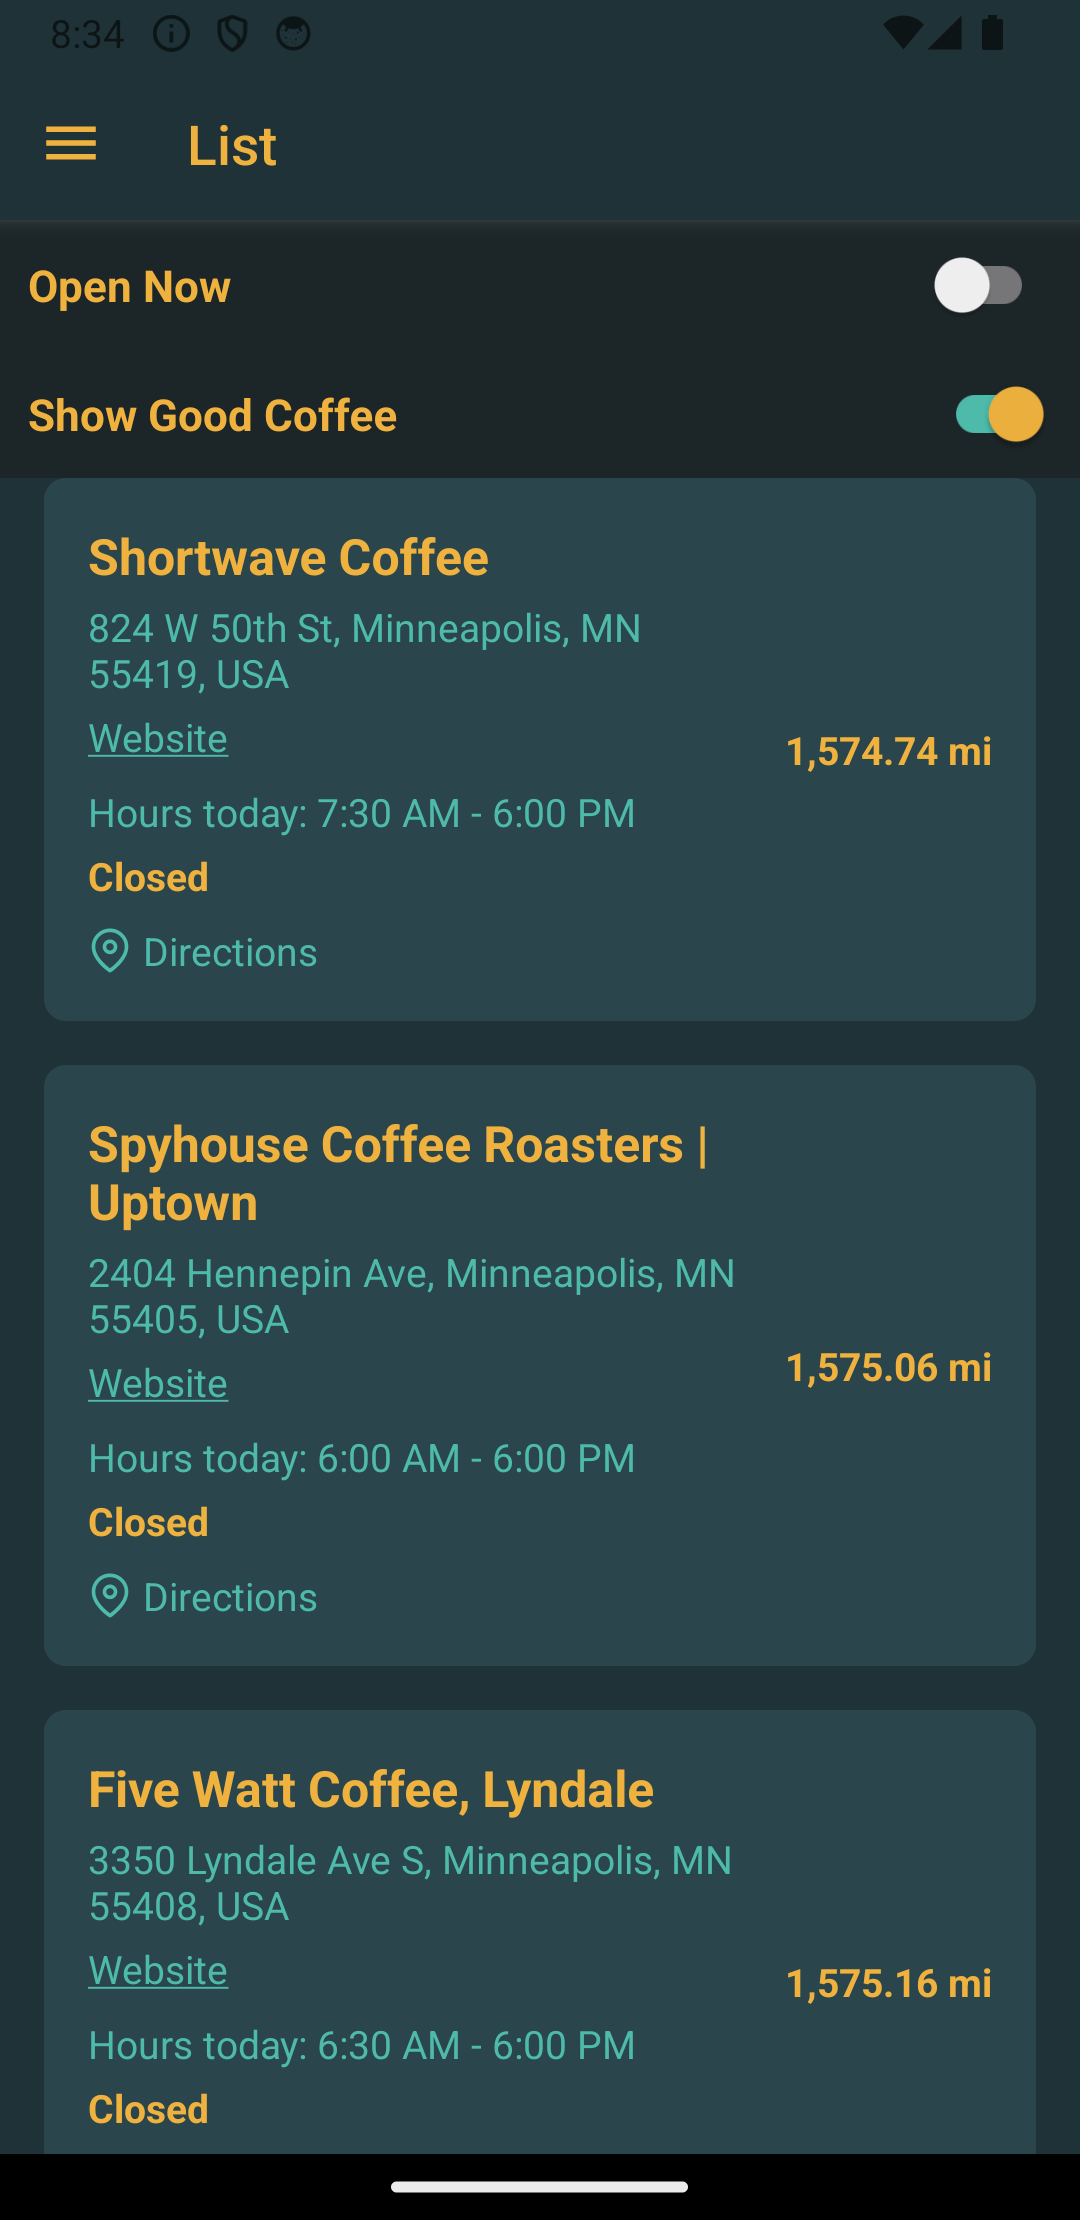 8:34
List
Open Now
Show Good Coffee
Shortwave Coffee
824 W 50th St, Minneapolis, MN
55419, USA
Website
1,574.74 mi
Hours today: 7:30 AM - 6:00 PM
Closed
Directions
Spyhouse Coffee Roasters |
Uptown
2404 Hennepin Ave, Minneapolis, MN
55405, USA
1,575.06 mi
Website
Hours today: 6:00 AM - 6:00 PM
Closed
Directions
Five Watt Coffee, Lyndale
3350 Lyndale Ave S, Minneapolis, MN
55408, USA
Website
1,575.16 mi
Hours today: 6:30 AM - 6:00 PM
Closed